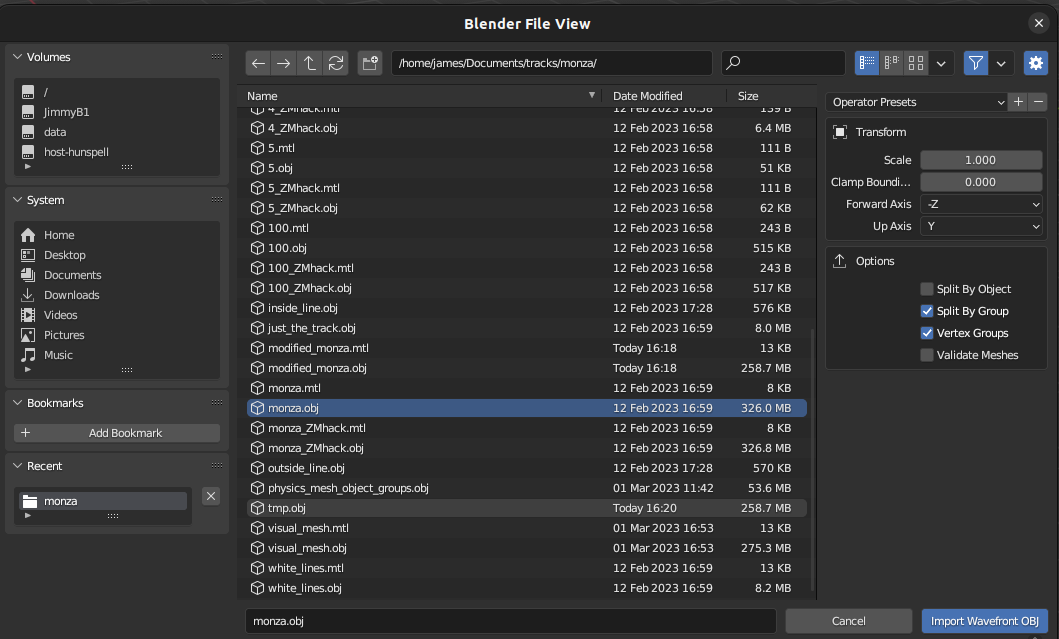 Blender File View
Volumes
/
JimmyB1
data
host-hunspell
System
Home
Desktop
Documents
Downloads
Videos
Pictures
Music
Bookmarks
Add Bookmark
Recent
monza
/home/james/Documents/tracks/monza/
Name Date Modified Size
4_ZMhack.mtl 12 Feb 2023 16:58 139 B
4_ZMhack.obj 12 Feb 2023 16:58 6.4 MB
5.mtl 12 Feb 2023 16:58 111 B
5.obj 12 Feb 2023 16:58 51 KB
5_ZMhack.mtl 12 Feb 2023 16:58 111 B
5_ZMhack.obj 12 Feb 2023 16:58 62 KB
100.mtl 12 Feb 2023 16:58 243 B
100.obj 12 Feb 2023 16:58 515 KB
100_ZMhack.mtl 12 Feb 2023 16:58 243 B
100_ZMhack.obj 12 Feb 2023 16:58 517 KB
inside_line.obj 12 Feb 2023 17:28 576 KB
just_the_track.obj 12 Feb 2023 16:59 8.0 MB
modified_monza.mtl Today 16:18 13 KB
modified_monza.obj Today 16:18 258.7 MB
monza.mtl 12 Feb 2023 16:59 8 KB
monza.obj 12 Feb 2023 16:59 326.0 MB
monza_ZMhack.mtl 12 Feb 2023 16:59 8 KB
monza_ZMhack.obj 12 Feb 2023 16:59 326.8 MB
outside_line.obj 12 Feb 2023 17:28 570 KB
physics_mesh_object_groups.obj 01 Mar 2023 11:42 53.6 MB
tmp.obj Today 16:20 258.7 MB
visual_mesh.mtl 01 Mar 2023 16:53 13 KB
visual_mesh.obj 01 Mar 2023 16:53 275.3 MB
white_lines.mtl 12 Feb 2023 16:59 13 KB
white_lines.obj 12 Feb 2023 16:59 8.2 MB
Operator Presets
Transform
Scale 1.000
Clamp Boundi... 0.000
Forward Axis -Z
Up Axis Y
Options
Split By Object
Split By Group
Vertex Groups
Validate Meshes
monza.obj
Cancel
Import Wavefront OBJ